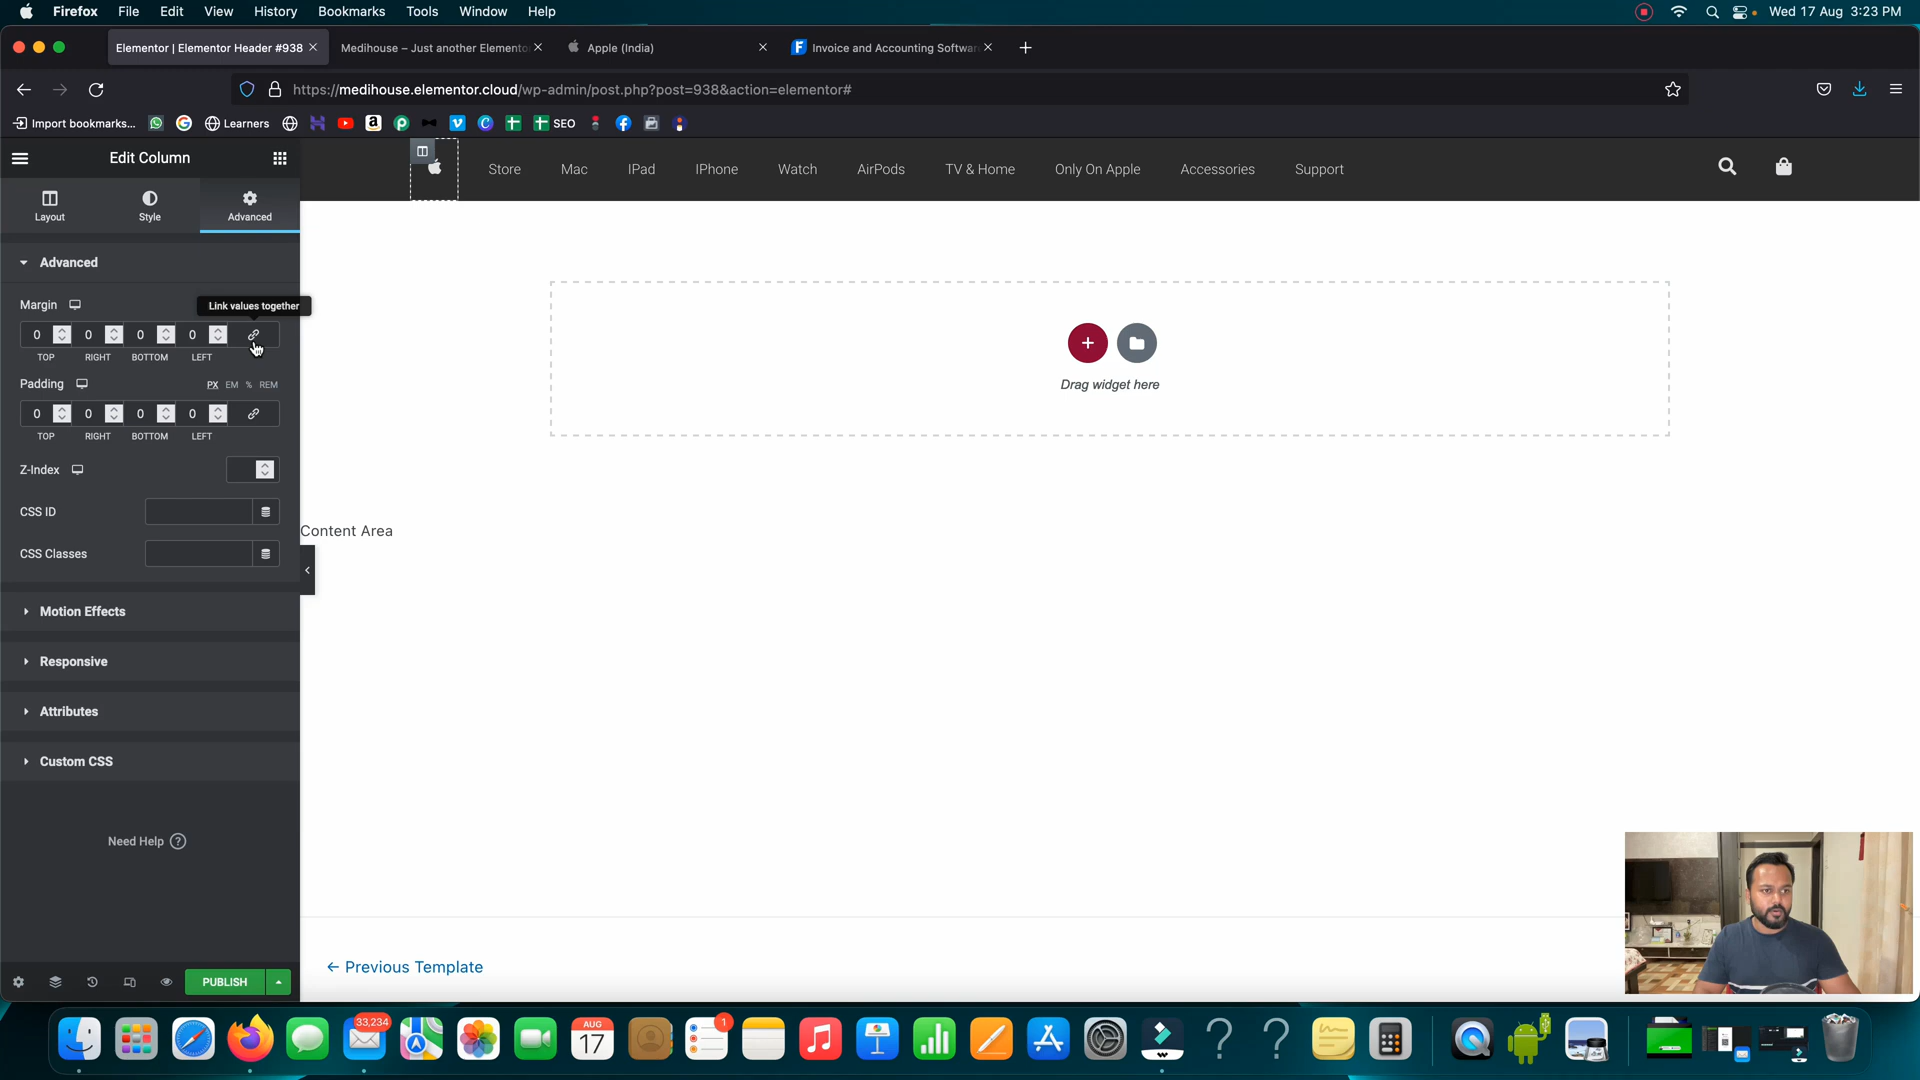 Firefox File Edit View History Bookmarks Tools Window Help Wed 17 Aug 3:23 PM
Elementor | Elementor Header #938 Medihouse – Just another Elemento Apple (India) Invoice and Accounting Softwar
https://medihouse.elementor.cloud/wp-admin/post.php?post=938&action=elementor#
Import bookmarks... Learners SEO
Edit Column
Layout Style Advanced
Store Mac IPad IPhone Watch AirPods TV & Home Only On Apple Accessories Support
Advanced
Margin
Link values together
0 0 0 0
TOP RIGHT BOTTOM LEFT
Padding PX EM % REM
0 0 0 0
TOP RIGHT BOTTOM LEFT
Z-Index
CSS ID
CSS Classes
Drag widget here
Content Area
Motion Effects
Responsive
Attributes
Custom CSS
Need Help ?
← Previous Template
PUBLISH
33,234
AUG
17
1